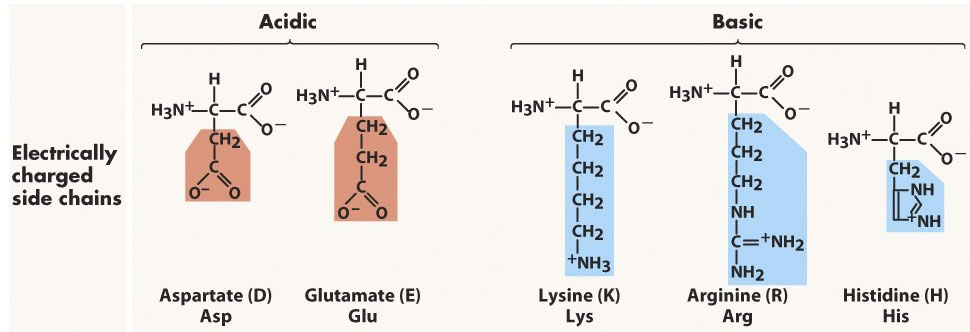 Acidic
Basic
Electrically
charged
side chains
H
H3N+
C
C
O
O−
CH2
C
O−
O
Aspartate (D)
Asp
H
H3N+
C
C
O
O−
CH2
CH2
C
O−
O
Glutamate (E)
Glu
H
H3N+
C
C
O
O−
CH2
CH2
CH2
CH2
+NH3
Lysine (K)
Lys
H
H3N+
C
C
O
O−
CH2
CH2
CH2
NH
C=+NH2
NH2
Arginine (R)
Arg
H
H3N+
C
C
O
O−
CH2
NH
+NH
Histidine (H)
His